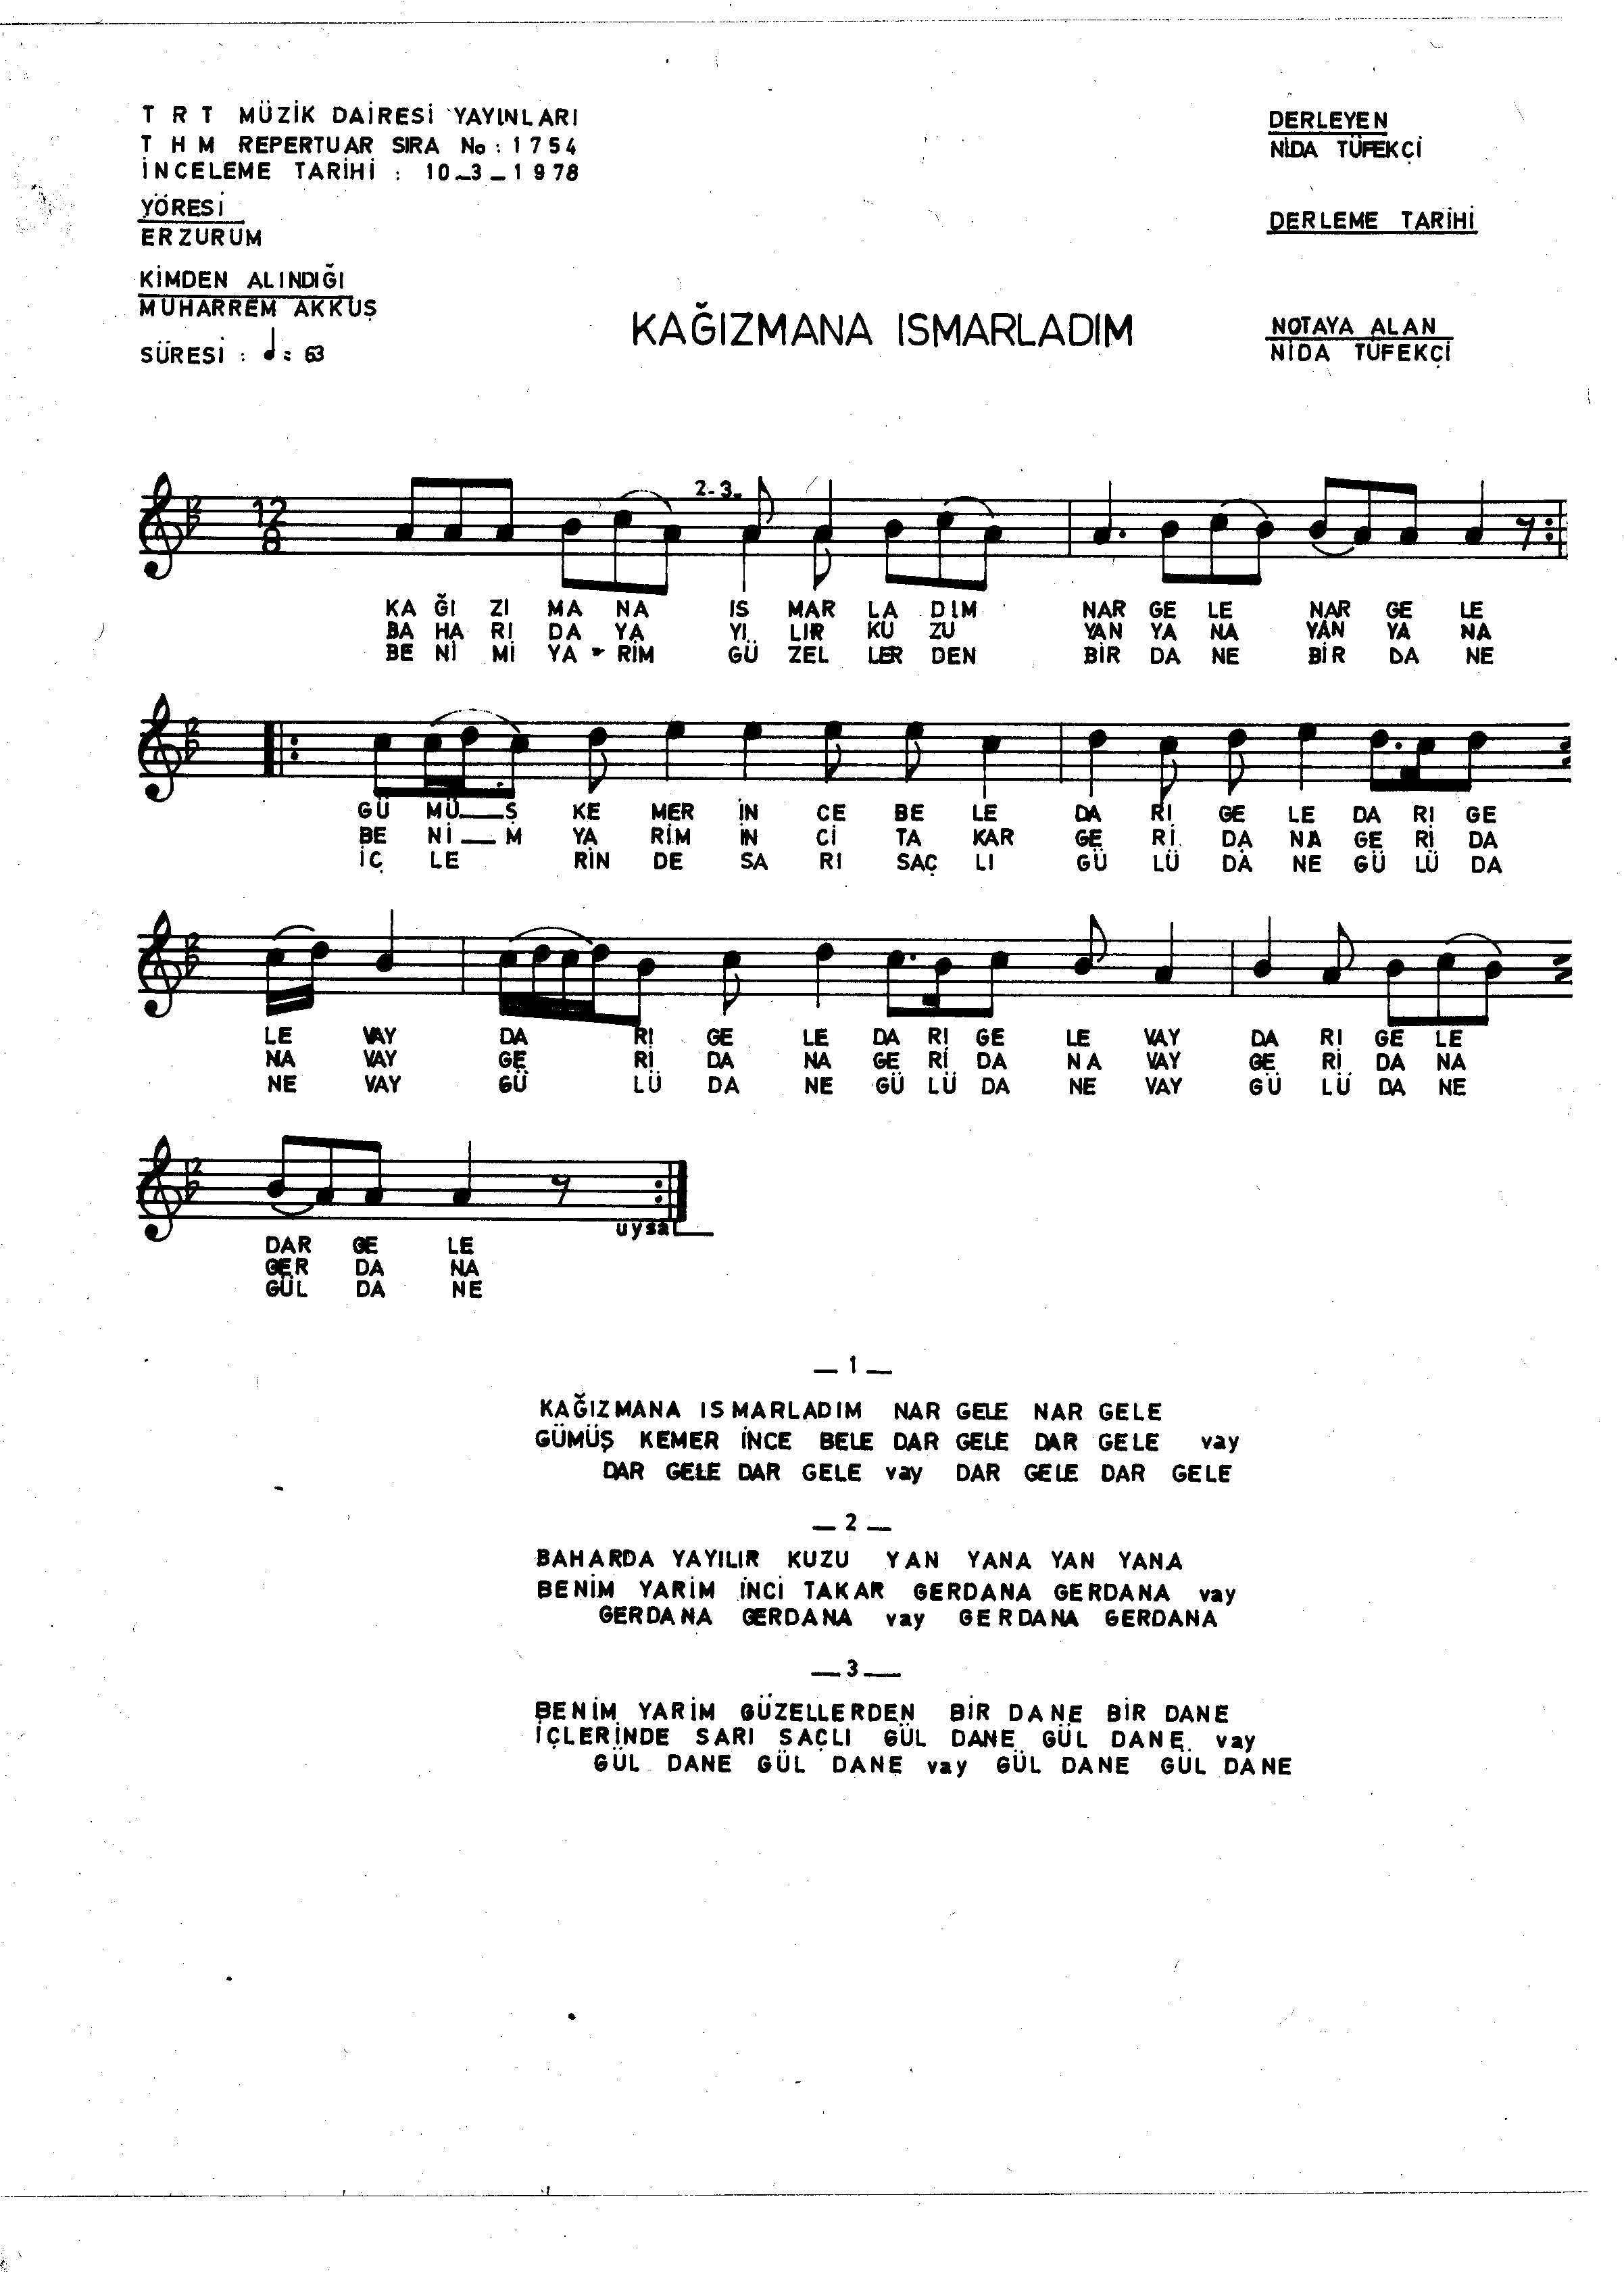 T R T MÜZİK DAİRESİ YAYINLARI
T H M REPERTUAR SIRA No : 1754
İNCELEME TARİHİ : 10_3_1978
YÖRESİ
ERZURUM
KİMDEN ALINDIĞI
MUHARREM AKKUŞ
SÜRESİ : ♩. = 63
DERLEYEN
NİDA TÜFEKÇİ
DERLEME TARİHİ
NOTAYA ALAN
NİDA TÜFEKÇİ
KAĞIZMANA ISMARLADIM
12
8
2-3-
KA ĞI ZI MA NA IS MAR LA DIM NAR GE LE NAR GE LE
BA HA RI DA YA YI LIR KU ZU YAN YA NA YAN YA NA
BE Nİ Mİ YA RİM GÜ ZEL LER DEN BİR DA NE BİR DA NE
GÜ MÜ__Ş KE MER İN CE BE LE DA RI GE LE DA RI GE
BE Nİ__M YA RİM İN Cİ TA KAR GE Rİ DA NA GE Rİ DA
İÇ LE RİN DE SA RI SAÇ LI GÜ LÜ DA NE GÜ LÜ DA
LE VAY DA RI GE LE DA RI GE LE VAY DA RI GE LE
NA VAY GE Rİ DA NA GE Rİ DA NA VAY GE Rİ DA NA
NE VAY GÜ LÜ DA NE GÜ LÜ DA NE VAY GÜ LÜ DA NE
uysal
DAR GE LE
GER DA NA
GÜL DA NE
_ 1 _
KAĞIZMANA ISMARLADIM NAR GELE NAR GELE
GÜMÜŞ KEMER İNCE BELE DAR GELE DAR GELE vay
DAR GELE DAR GELE vay DAR GELE DAR GELE
_ 2 _
BAHARDA YAYILIR KUZU YAN YANA YAN YANA
BENİM YARİM İNCİ TAKAR GERDANA GERDANA vay
GERDANA GERDANA vay GERDANA GERDANA
_ 3 _
BENİM YARİM GÜZELLERDEN BİR DANE BİR DANE
İÇLERİNDE SARI SAÇLI GÜL DANE GÜL DANE vay
GÜL DANE GÜL DANE vay GÜL DANE GÜL DANE